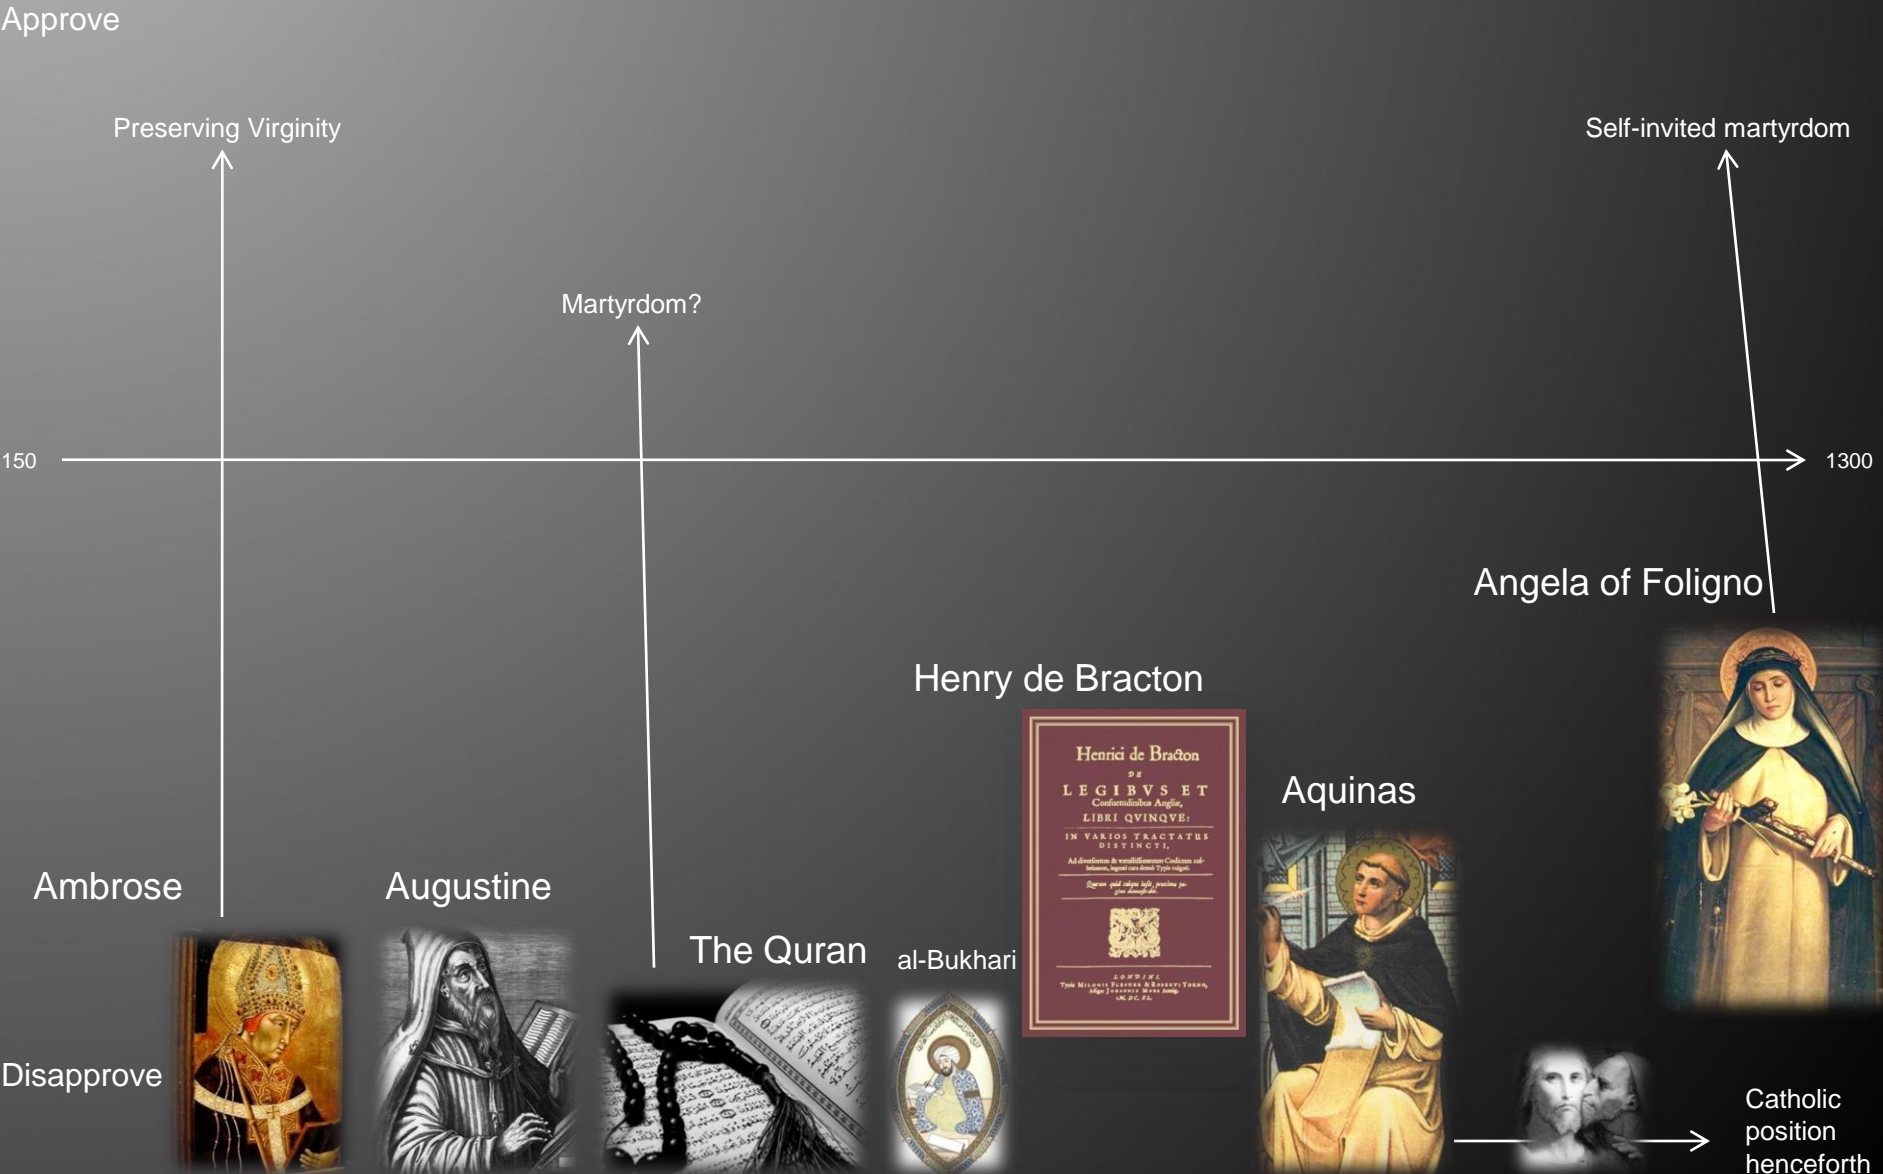 Approve
Preserving Virginity
Self-invited martyrdom
Martyrdom?
150
1300
Angela of Foligno
Henry de Bracton
Henrici de Bracton
DE
LEGIBVS ET
Consuetudinibus Angliæ,
LIBRI QVINQVE:
IN VARIOS TRACTATUS
DISTINCTI,
Aquinas
Ambrose
Augustine
The Quran
al-Bukhari
LONDINI,
Disapprove
Catholic
position
henceforth